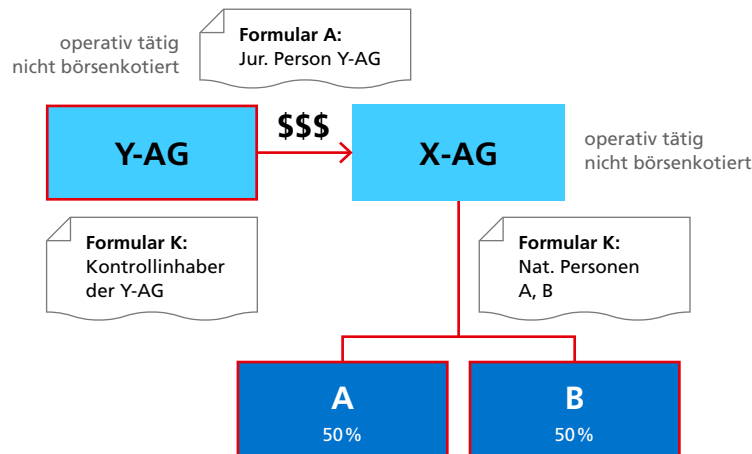 operativ tätig
nicht börsenkotiert
Formular A:
Jur. Person Y-AG
Y-AG
$$$
X-AG
operativ tätig
nicht börsenkotiert
Formular K:
Kontrollinhaber
der Y-AG
Formular K:
Nat. Personen
A, B
A
50 %
B
50 %